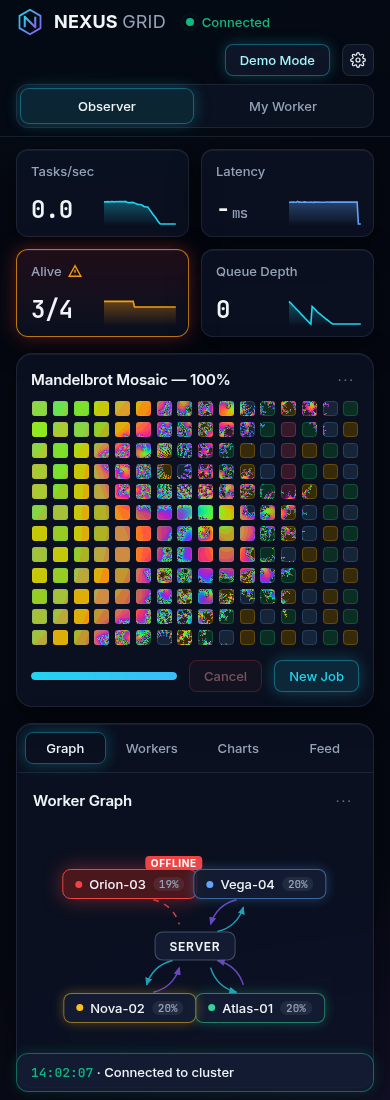 NEXUS GRID
Connected
Demo Mode
Observer
My Worker
Tasks/sec
0.0
Latency
- ms
Alive
3/4
Queue Depth
0
Mandelbrot Mosaic — 100%
Cancel
New Job
Graph
Workers
Charts
Feed
Worker Graph
OFFLINE
Orion-03 19%
Vega-04 20%
SERVER
Nova-02 20%
Atlas-01 20%
14:02:07 · Connected to cluster